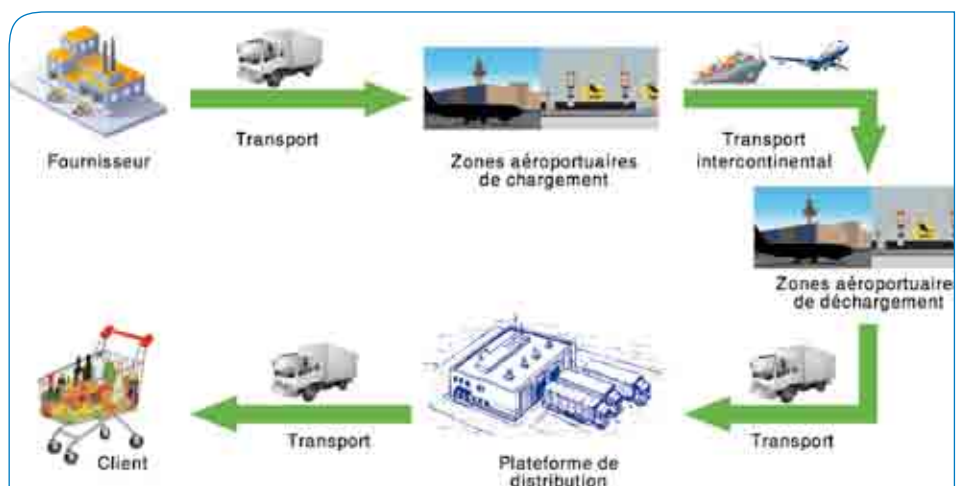 Fournisseur
Transport
Zones aéroportuaires
de chargement
Transport
intercontinental
Zones aéroportuaire
de déchargement
Transport
Plateforme de
distribution
Transport
Client